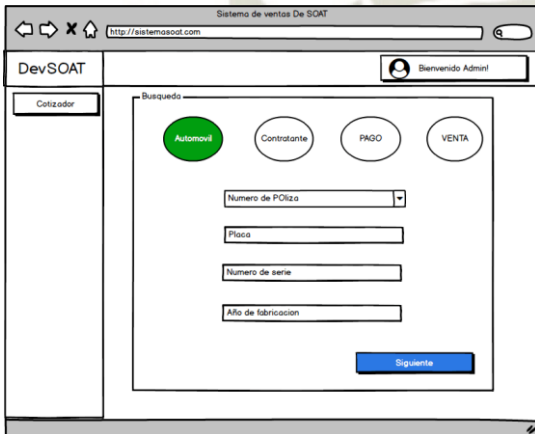 Sistema de ventas De SOAT
http://sistemasoat.com
DevSOAT
Bienvenido Admin!
Cotizador
Busqueda
Automovil
Contratante
PAGO
VENTA
Numero de POliza
Placa
Numero de serie
Año de fabricacion
Siguiente